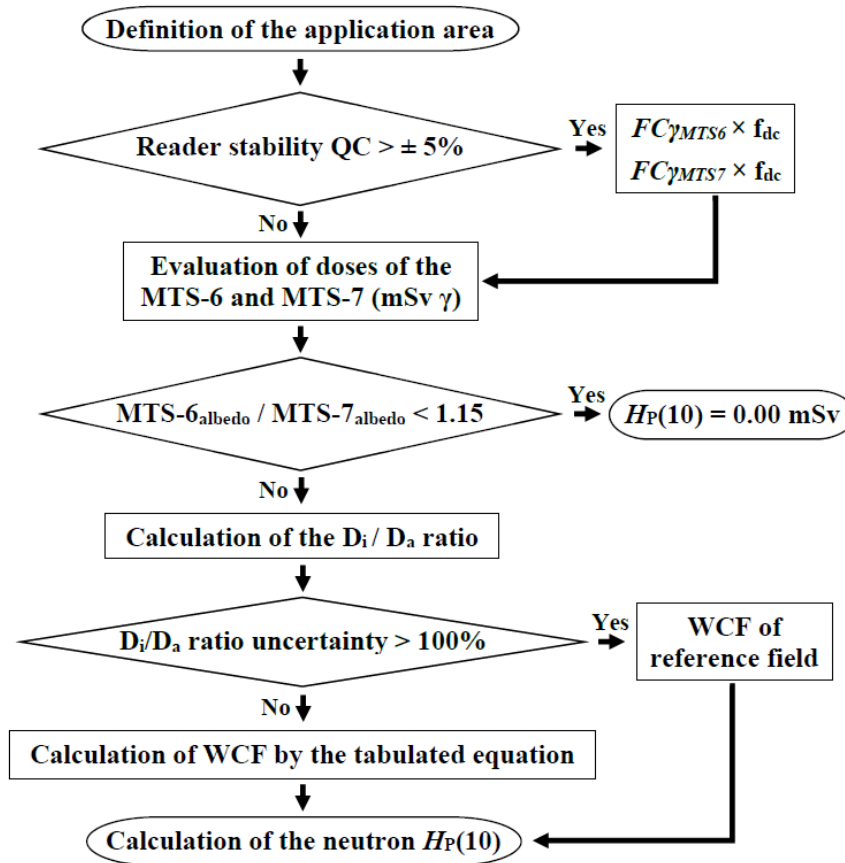 Definition of the application area
Reader stability QC > ± 5%
Yes
FCγMTS6 × fdc
FCγMTS7 × fdc
No
Evaluation of doses of the
MTS-6 and MTS-7 (mSv γ)
MTS-6albedo / MTS-7albedo < 1.15
Yes
HP(10) = 0.00 mSv
No
Calculation of the Di / Da ratio
Di/Da ratio uncertainty > 100%
Yes
WCF of
reference field
No
Calculation of WCF by the tabulated equation
Calculation of the neutron HP(10)